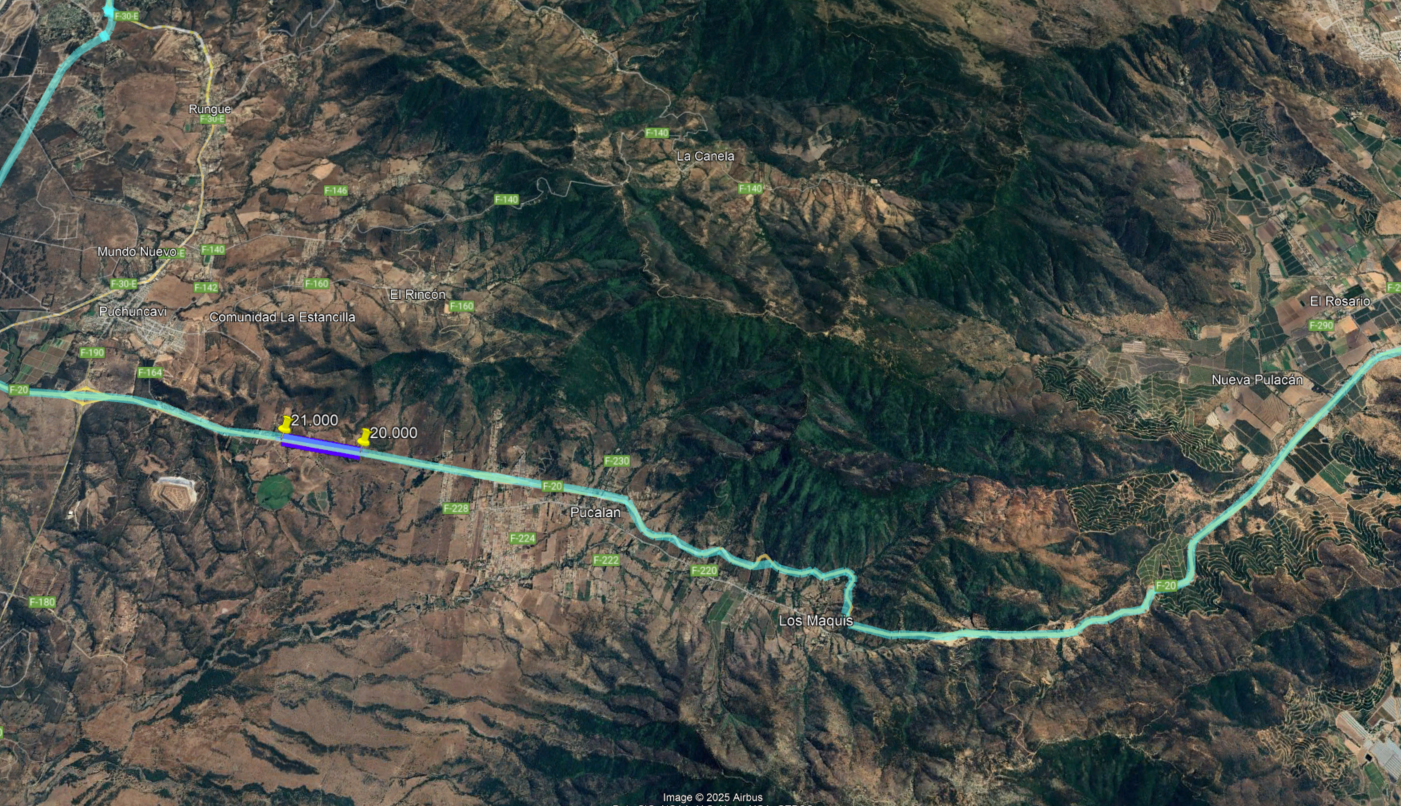 F-30-E
Rungue
F-30-E
F-140
La Canela
F-146
F-140
F-140
Mundo Nuevo
E
F-140
F-160
F-142
F-30-E
El Rincón
F-160
El Rosario
F-290
Puchuncaví
Comunidad La Estancilla
F-190
F-164
Nueva Pulacán
F-20
21,000
20.000
F-230
F-20
Pucalan
F-228
F-224
F-222
F-220
F-20
F-180
Los Maquis
Image © 2025 Airbus